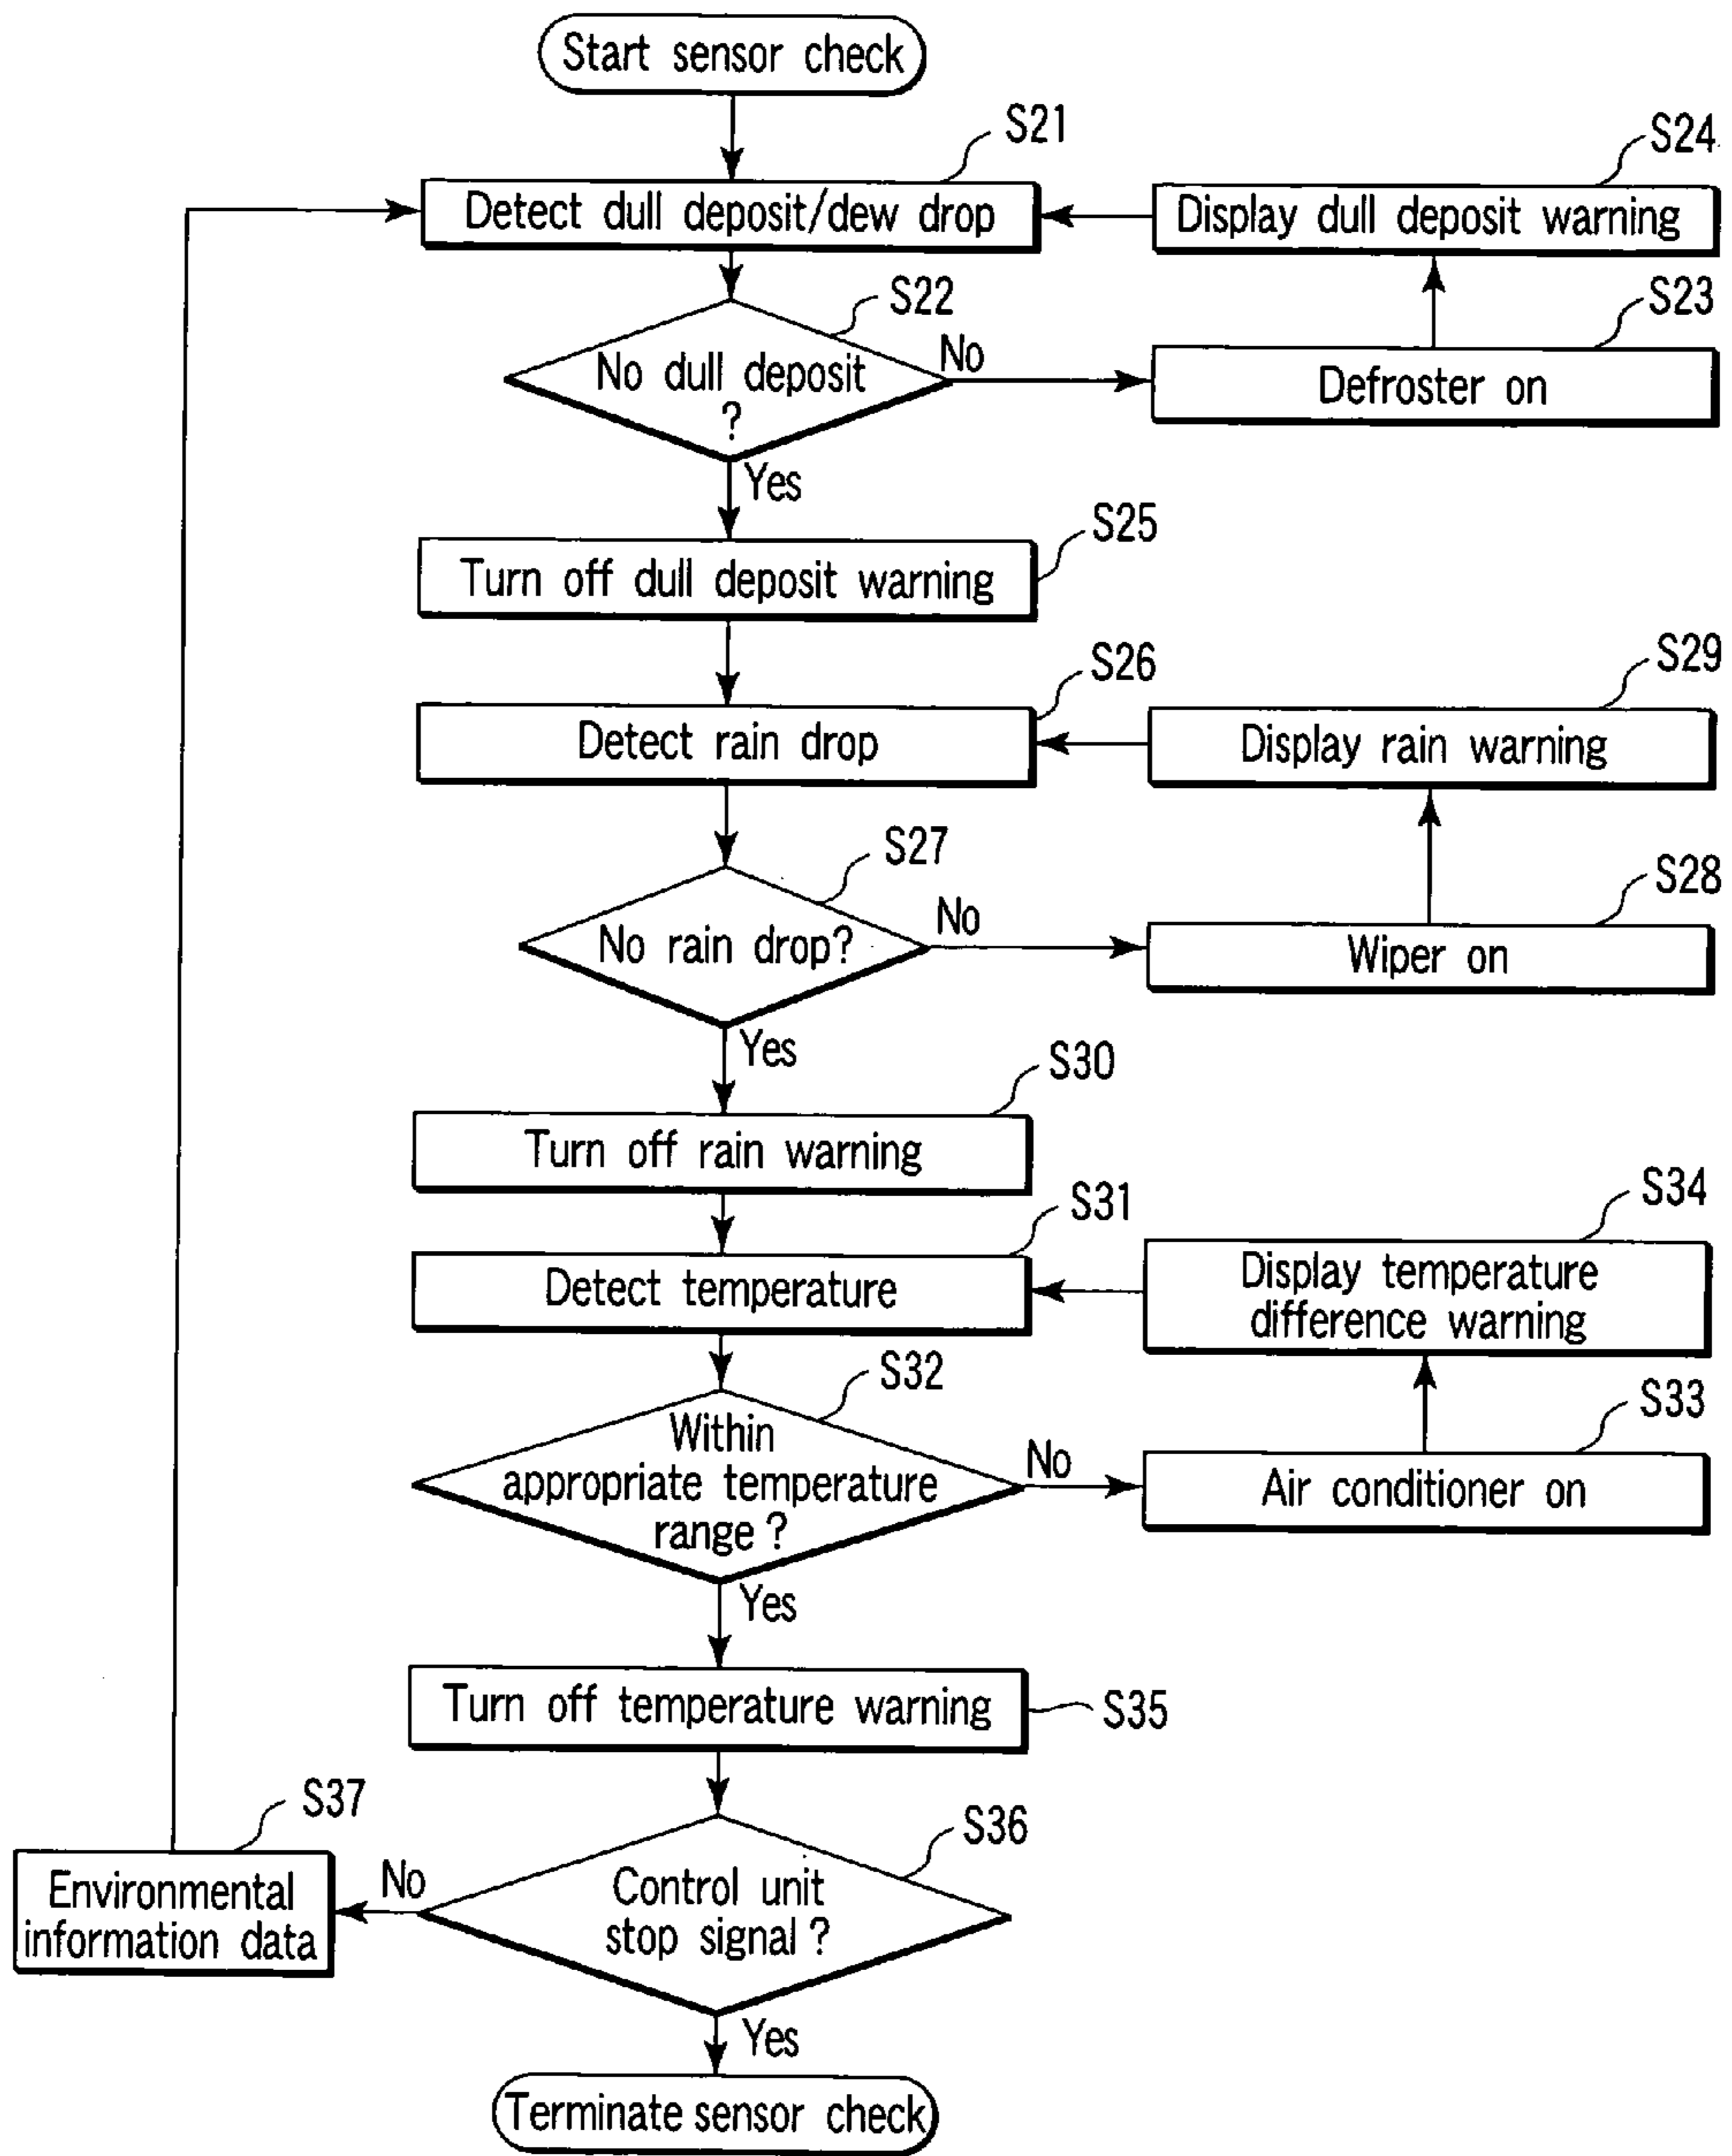 Start sensor check
S21
Detect dull deposit/dew drop
S24
Display dull deposit warning
S22
No dull deposit
?
No
S23
Defroster on
Yes
S25
Turn off dull deposit warning
S26
Detect rain drop
S29
Display rain warning
S27
No rain drop?
No
S28
Wiper on
Yes
S30
Turn off rain warning
S31
Detect temperature
S34
Display temperature
difference warning
S32
Within
appropriate temperature
range?
No
S33
Air conditioner on
Yes
Turn off temperature warning
S35
S36
Control unit
stop signal?
No
S37
Environmental
information data
Yes
Terminate sensor check